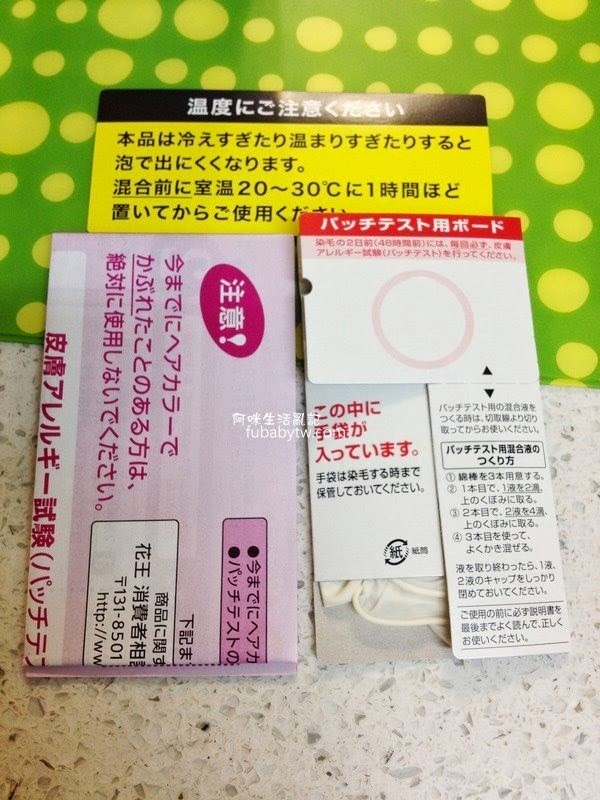 温度にご注意ください
本品は冷えすぎたり温まりすぎたりすると
泡で出にくくなります。
混合前に室温20〜30℃に1時間ほど
置いてからご使用くださ
パッチテスト用ボード
染毛の2日前(48時間前)には、毎回必ず、皮膚
アレルギー試験(パッチテスト)を行ってください。
注意!
今までにヘアカラーで
かぶれたことのある方は、
絶対に使用しないでください。
皮膚アレルギー試験(パッチテス
●今までにヘアカ
●パッチテストの
下記ま
商品に関す
花王 消費者相談
〒131-8501
http://ww
阿咪生活亂記
fubabytw.com
この中に
手袋が
入っています。
手袋は染毛する時まで
保管しておいてください。
紙 紙筒
パッチテスト用の混合液を
つくる時は、切取線より切り
取ってからお使いください。
パッチテスト用混合液の
つくり方
①綿棒を3本用意する。
②1本目で、1液を2滴、
上のくぼみに取る。
③2本目で、2液を4滴、
上のくぼみに取る。
④3本目を使って、
よくかき混ぜる。
液を取り終わったら、1液、
2液のキャップをしっかり
閉めておいてください。
ご使用の前に必ず説明書を
最後までよく読んで、正しく
お使いください。